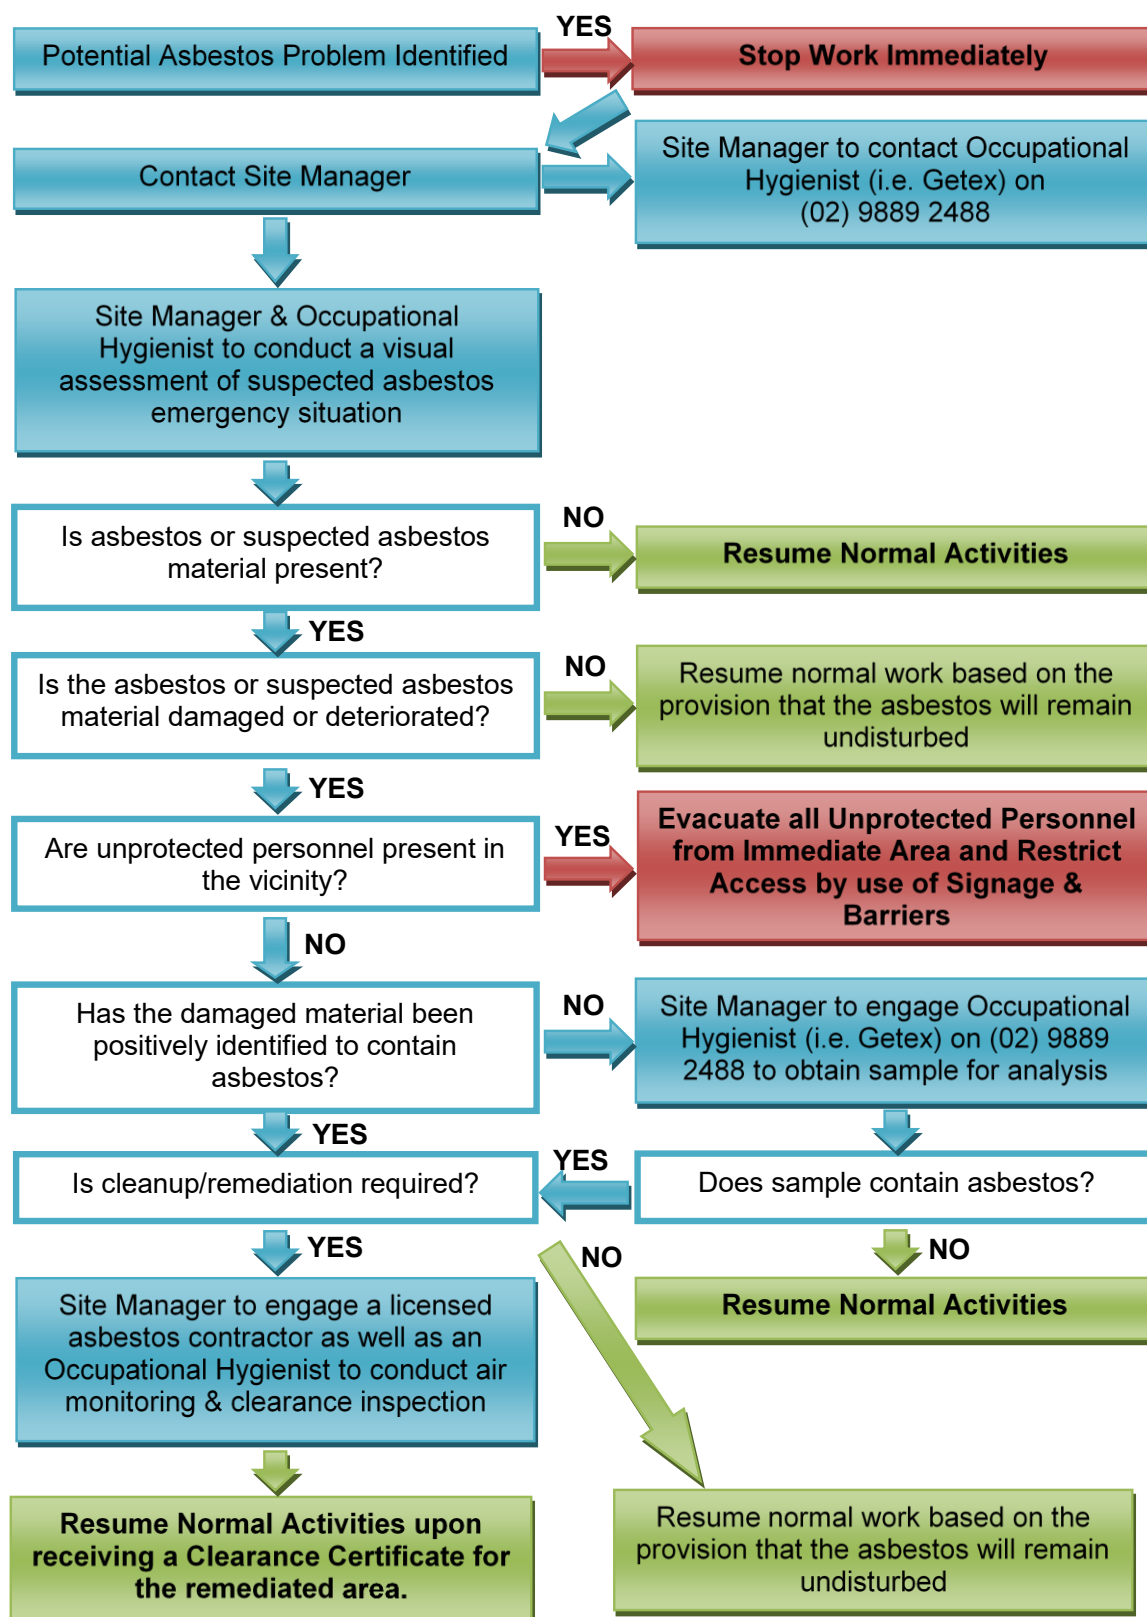 YES
Potential Asbestos Problem Identified
Stop Work Immediately
Contact Site Manager
Site Manager to contact Occupational
Hygienist (i.e. Getex) on
(02) 9889 2488
Site Manager & Occupational
Hygienist to conduct a visual
assessment of suspected asbestos
emergency situation
Is asbestos or suspected asbestos
material present?
NO
Resume Normal Activities
YES
Is the asbestos or suspected asbestos
material damaged or deteriorated?
NO
Resume normal work based on the
provision that the asbestos will remain
undisturbed
YES
Are unprotected personnel present in
the vicinity?
YES
Evacuate all Unprotected Personnel
from Immediate Area and Restrict
Access by use of Signage &
Barriers
NO
Has the damaged material been
positively identified to contain
asbestos?
NO
Site Manager to engage Occupational
Hygienist (i.e. Getex) on (02) 9889
2488 to obtain sample for analysis
YES
Is cleanup/remediation required?
YES
Does sample contain asbestos?
YES
NO
NO
Resume Normal Activities
Site Manager to engage a licensed
asbestos contractor as well as an
Occupational Hygienist to conduct air
monitoring & clearance inspection
Resume Normal Activities upon
receiving a Clearance Certificate for
the remediated area.
Resume normal work based on the
provision that the asbestos will remain
undisturbed